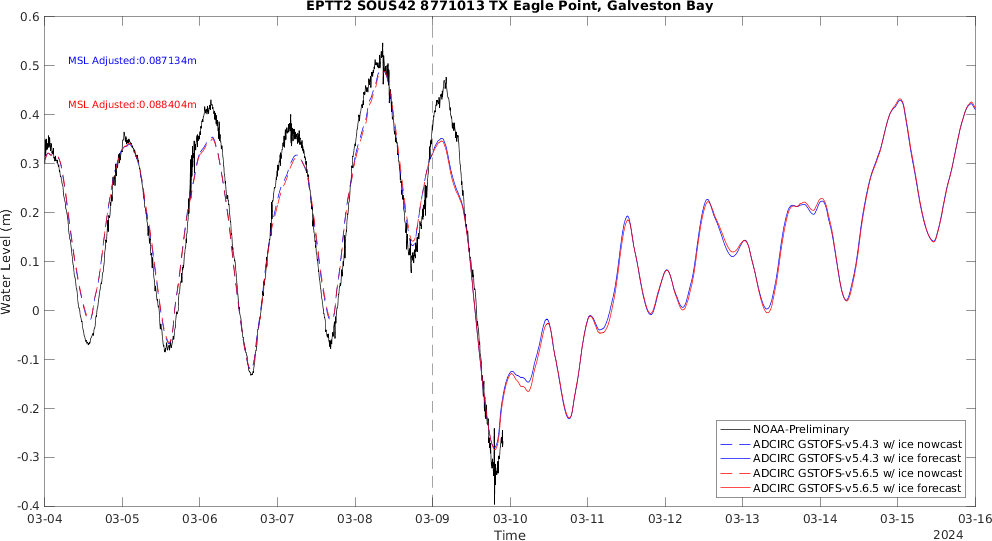 EPTT2 SOUS42 8771013 TX Eagle Point, Galveston Bay
0.6
0.5
0.4
0.3
0.2
0.1
0
-0.1
-0.2
-0.3
-0.4
Water Level (m)
MSL Adjusted:0.087134m
MSL Adjusted:0.088404m
NOAA-Preliminary
ADCIRC GSTOFS-v5.4.3 w/ ice nowcast
ADCIRC GSTOFS-v5.4.3 w/ ice forecast
ADCIRC GSTOFS-v5.6.5 w/ ice nowcast
ADCIRC GSTOFS-v5.6.5 w/ ice forecast
03-04 03-05 03-06 03-07 03-08 03-09 03-10 03-11 03-12 03-13 03-14 03-15 03-16
Time
2024